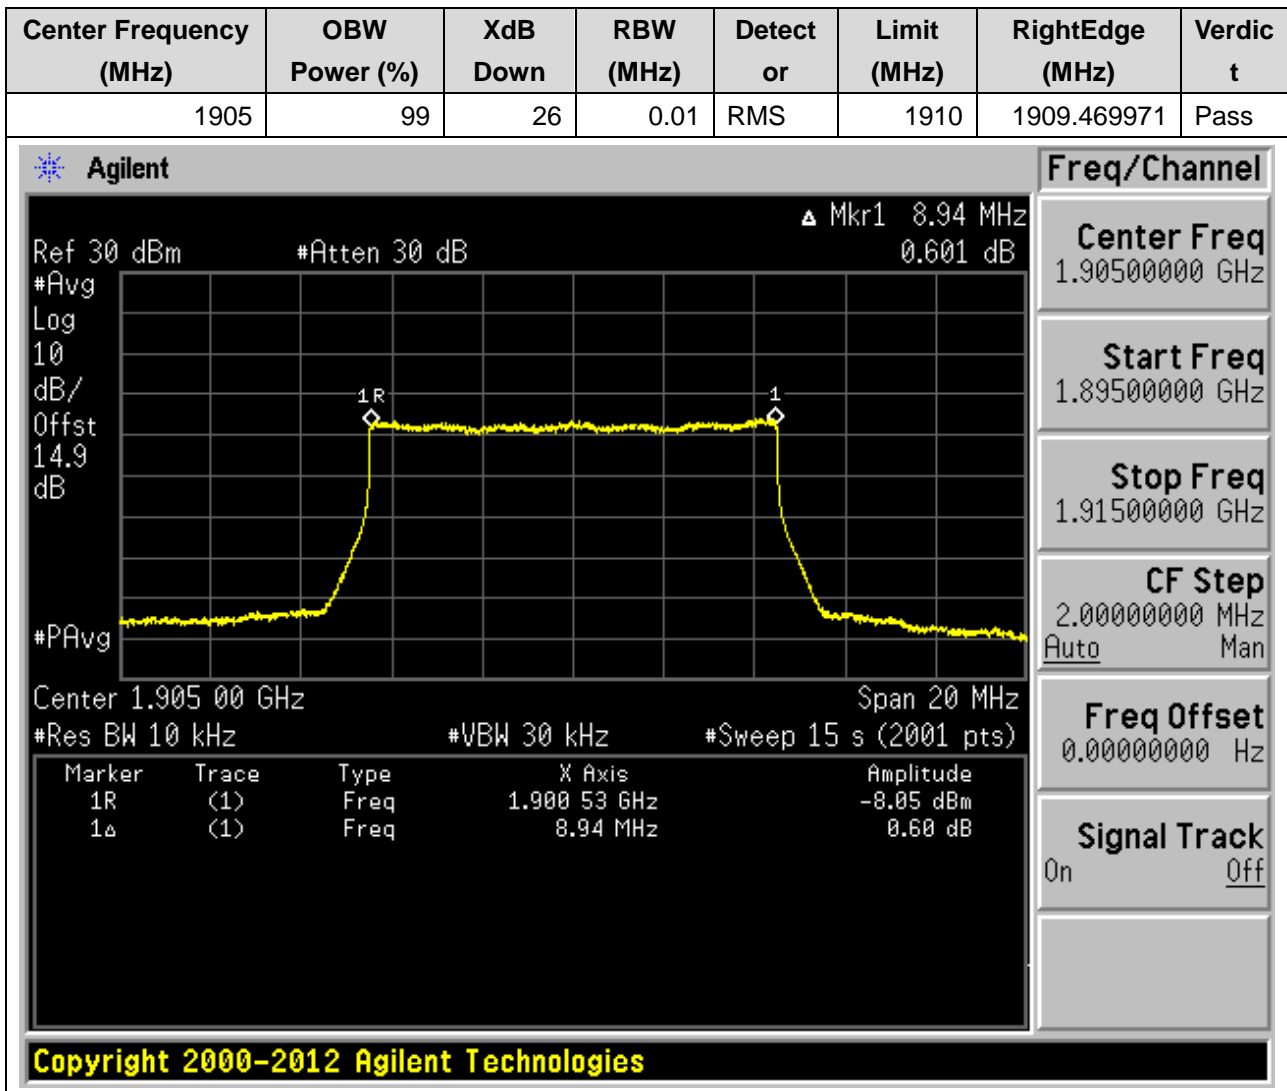 Center Frequency (MHz) OBW Power (%) XdB Down RBW (MHz) Detect or Limit (MHz) RightEdge (MHz) Verdic t
1905 99 26 0.01 RMS 1910 1909.469971 Pass
Agilent
Freq/Channel
Δ Mkr1 8.94 MHz
Ref 30 dBm #Atten 30 dB 0.601 dB
#Avg
Log
10
dB/
Offst
14.9
dB
#PAvg
1R
1
Center 1.905 00 GHz Span 20 MHz
#Res BW 10 kHz #VBW 30 kHz #Sweep 15 s (2001 pts)
Marker Trace Type X Axis Amplitude
1R (1) Freq 1.900 53 GHz -8.05 dBm
1Δ (1) Freq 8.94 MHz 0.60 dB
Center Freq
1.90500000 GHz
Start Freq
1.89500000 GHz
Stop Freq
1.91500000 GHz
CF Step
2.00000000 MHz
Auto Man
Freq Offset
0.00000000 Hz
Signal Track
On Off
Copyright 2000-2012 Agilent Technologies